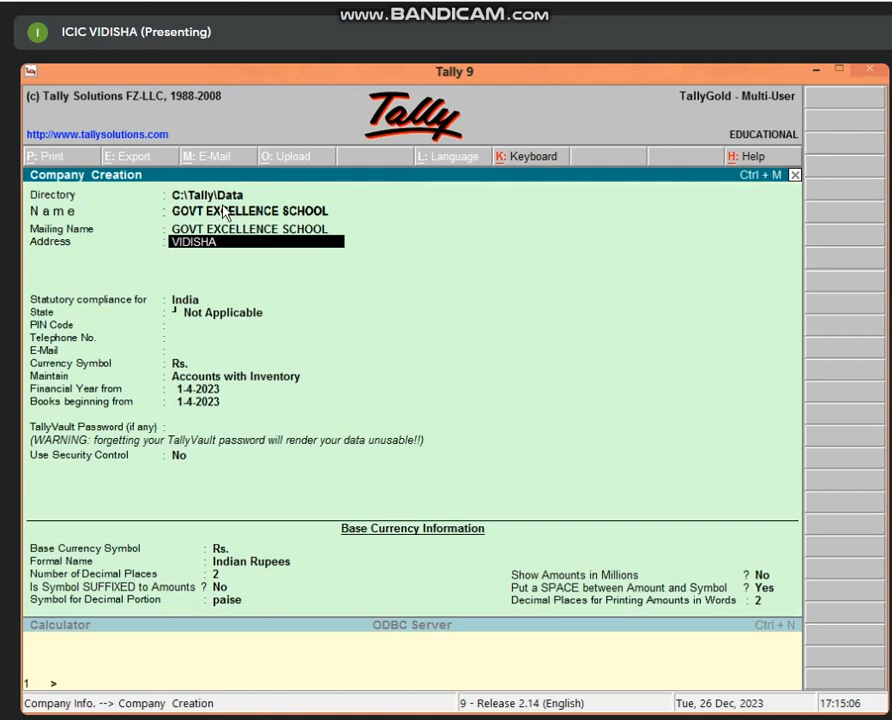 www.BANDICAM.com
I ICIC VIDISHA (Presenting)
Tally 9
(c) Tally Solutions FZ-LLC, 1988-2008
Tally
TallyGold - Multi-User
http://www.tallysolutions.com
EDUCATIONAL
P: Print E: Export M: E-Mail O: Upload L: Language K: Keyboard H: Help
Company Creation Ctrl + M
Directory : C:\Tally\Data
Name : GOVT EXCELLENCE SCHOOL
Mailing Name : GOVT EXCELLENCE SCHOOL
Address : VIDISHA
Statutory compliance for : India
State : ┘ Not Applicable
PIN Code :
Telephone No. :
E-Mail :
Currency Symbol : Rs.
Maintain : Accounts with Inventory
Financial Year from : 1-4-2023
Books beginning from : 1-4-2023
TallyVault Password (if any) :
(WARNING: forgetting your TallyVault password will render your data unusable!!)
Use Security Control : No
Base Currency Information
Base Currency Symbol : Rs.
Formal Name : Indian Rupees
Number of Decimal Places : 2
Is Symbol SUFFIXED to Amounts ? No
Symbol for Decimal Portion : paise
Show Amounts in Millions ? No
Put a SPACE between Amount and Symbol ? Yes
Decimal Places for Printing Amounts in Words : 2
Calculator ODBC Server Ctrl + N
1 >
Company Info. --> Company Creation 9 - Release 2.14 (English) Tue, 26 Dec, 2023 17:15:06